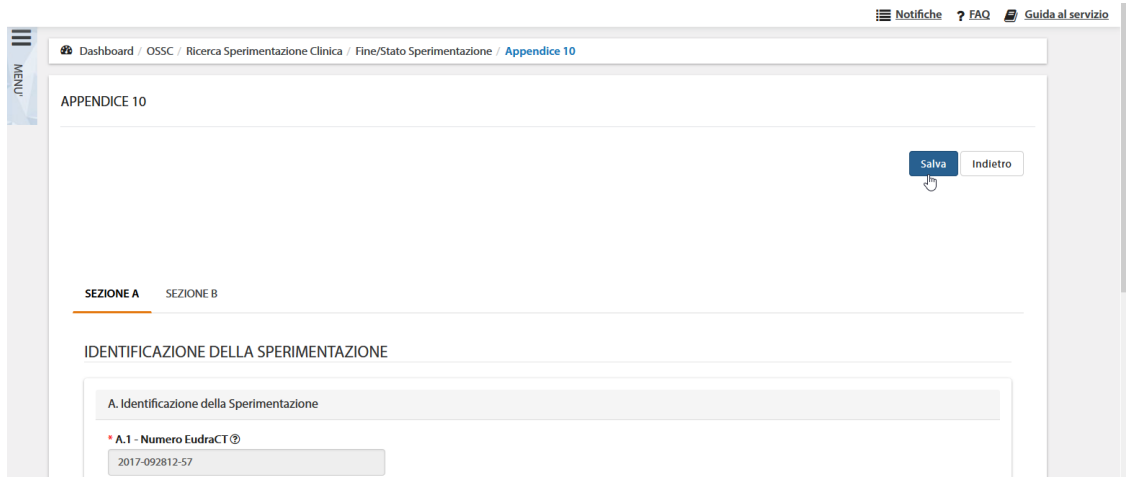 Notifiche ? FAQ Guida al servizio
MENU'
Dashboard / OSSC / Ricerca Sperimentazione Clinica / Fine/Stato Sperimentazione / Appendice 10
APPENDICE 10
Salva Indietro
SEZIONE A SEZIONE B
IDENTIFICAZIONE DELLA SPERIMENTAZIONE
A. Identificazione della Sperimentazione
* A.1 - Numero EudraCT ?
2017-092812-57